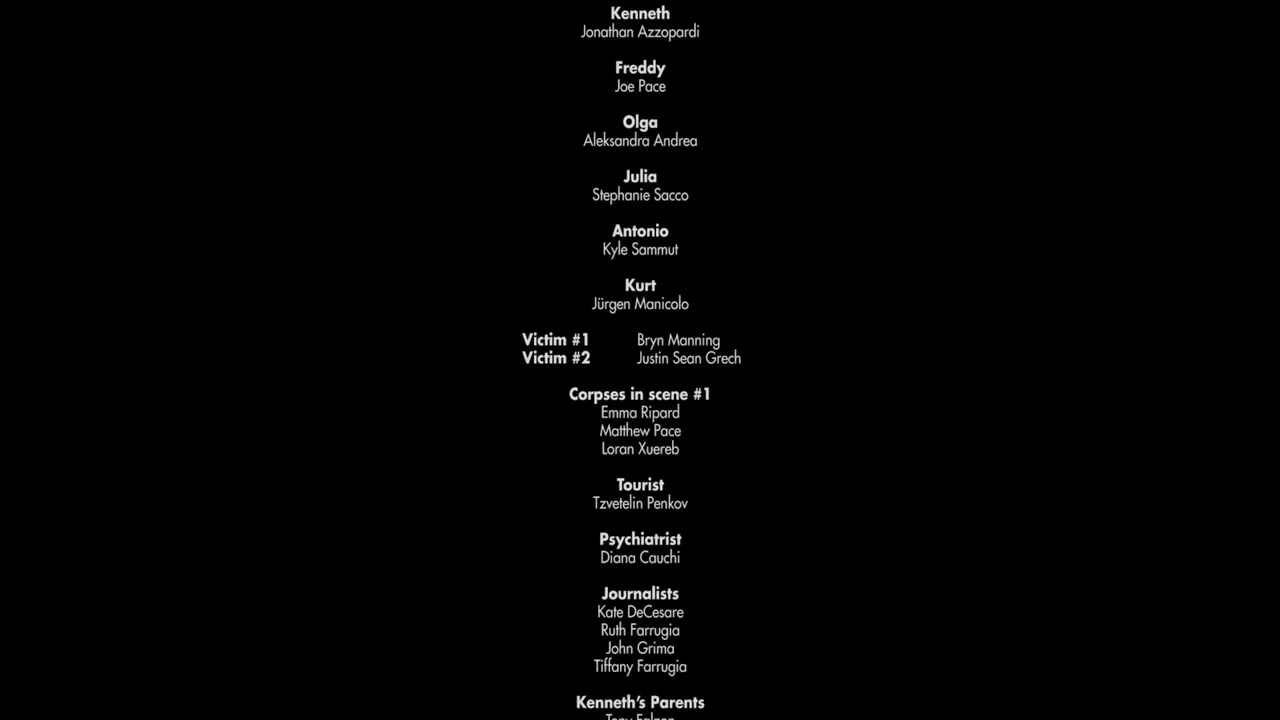 Kenneth
Jonathan Azzopardi
Freddy
Joe Pace
Olga
Aleksandra Andrea
Julia
Stephanie Sacco
Antonio
Kyle Sammut
Kurt
Jürgen Manicolo
Victim #1 Bryn Manning
Victim #2 Justin Sean Grech
Corpses in scene #1
Emma Ripard
Matthew Pace
Loran Xuereb
Tourist
Tzvetelin Penkov
Psychiatrist
Diana Cauchi
Journalists
Kate DeCesare
Ruth Farrugia
John Grima
Tiffany Farrugia
Kenneth's Parents